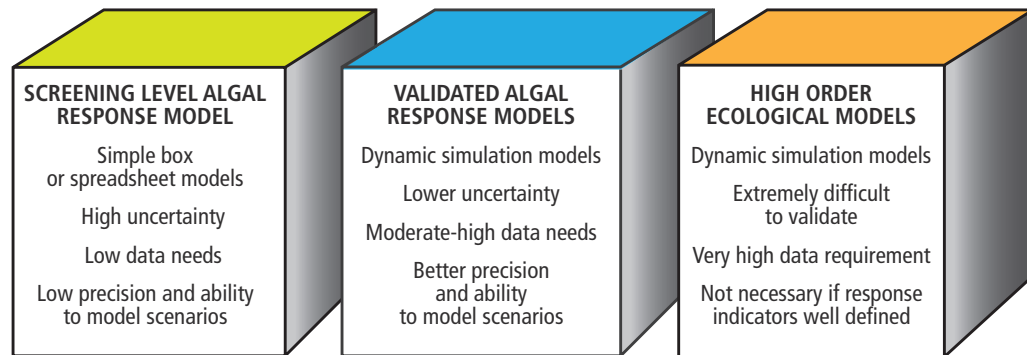 SCREENING LEVEL ALGAL
RESPONSE MODEL
Simple box
or spreadsheet models
High uncertainty
Low data needs
Low precision and ability
to model scenarios
VALIDATED ALGAL
RESPONSE MODELS
Dynamic simulation models
Lower uncertainty
Moderate-high data needs
Better precision
and ability
to model scenarios
HIGH ORDER
ECOLOGICAL MODELS
Dynamic simulation models
Extremely difficult
to validate
Very high data requirement
Not necessary if response
indicators well defined